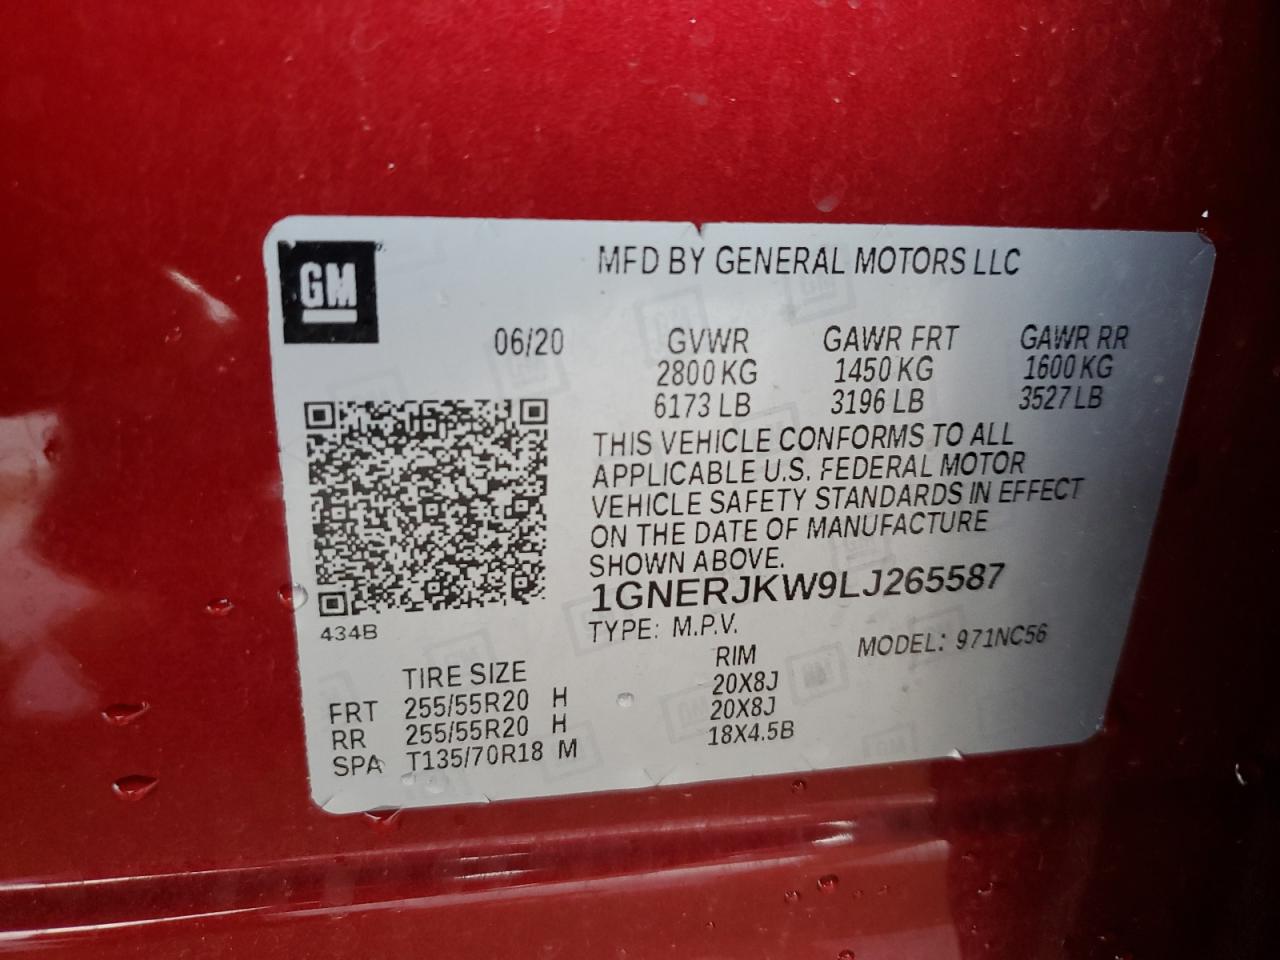 GM
MFD BY GENERAL MOTORS LLC
06/20 GVWR GAWR FRT GAWR RR
2800 KG 1450 KG 1600 KG
6173 LB 3196 LB 3527 LB
THIS VEHICLE CONFORMS TO ALL
APPLICABLE U.S. FEDERAL MOTOR
VEHICLE SAFETY STANDARDS IN EFFECT
ON THE DATE OF MANUFACTURE
SHOWN ABOVE.
1GNERJKW9LJ265587
434B
TYPE: M.P.V. MODEL: 971NC56
TIRE SIZE RIM
FRT 255/55R20 H 20X8J
RR 255/55R20 H 20X8J
SPA T135/70R18 M 18X4.5B